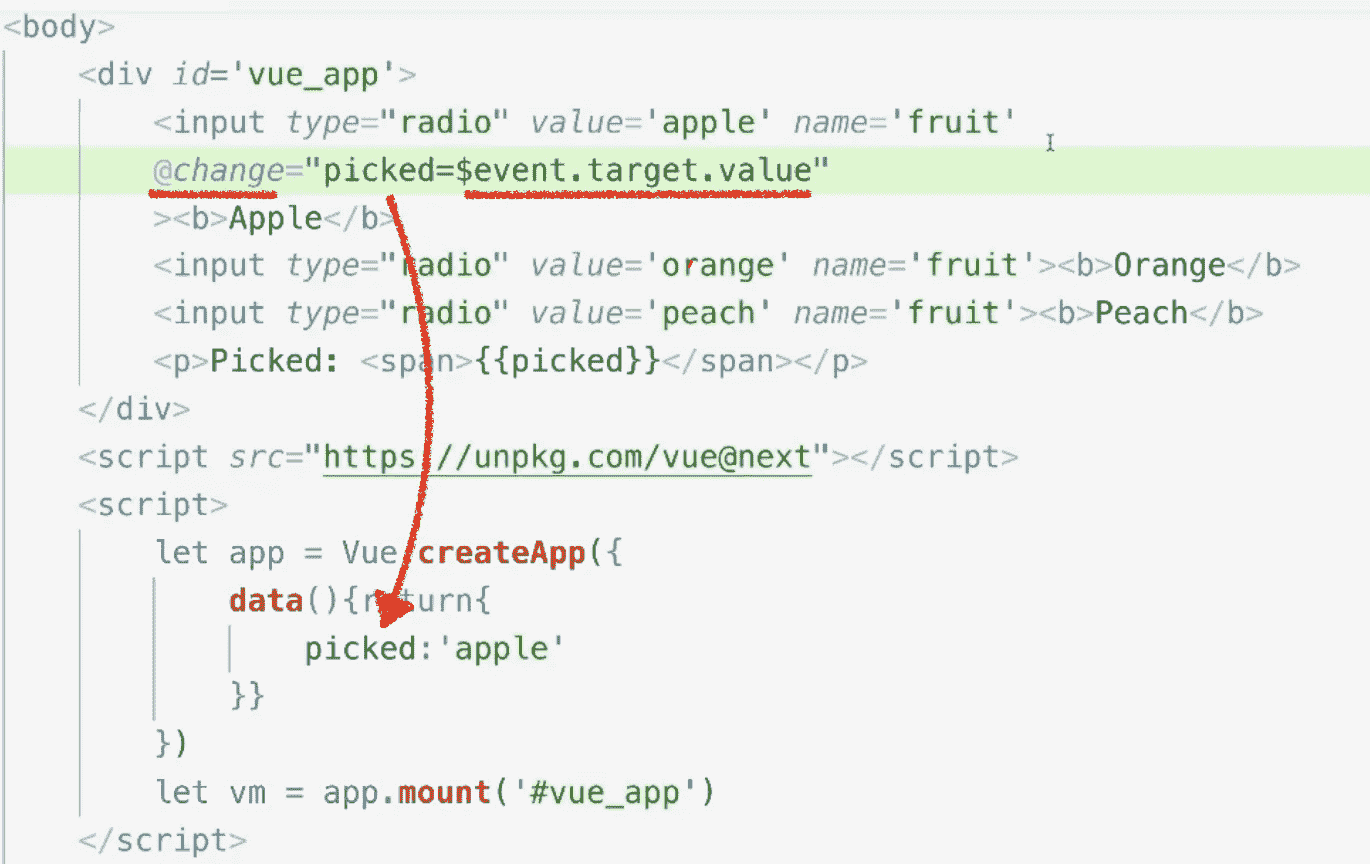 <body>
<div id='vue_app'>
<input type="radio" value='apple' name='fruit'
@change="picked=$event.target.value"
><b>Apple</b>
<input type="radio" value='orange' name='fruit'><b>Orange</b>
<input type="radio" value='peach' name='fruit'><b>Peach</b>
<p>Picked: <span>{{picked}}</span></p>
</div>
<script src="https://unpkg.com/vue@next"></script>
<script>
let app = Vue.createApp({
data(){return{
picked:'apple'
}}
})
let vm = app.mount('#vue_app')
</script>